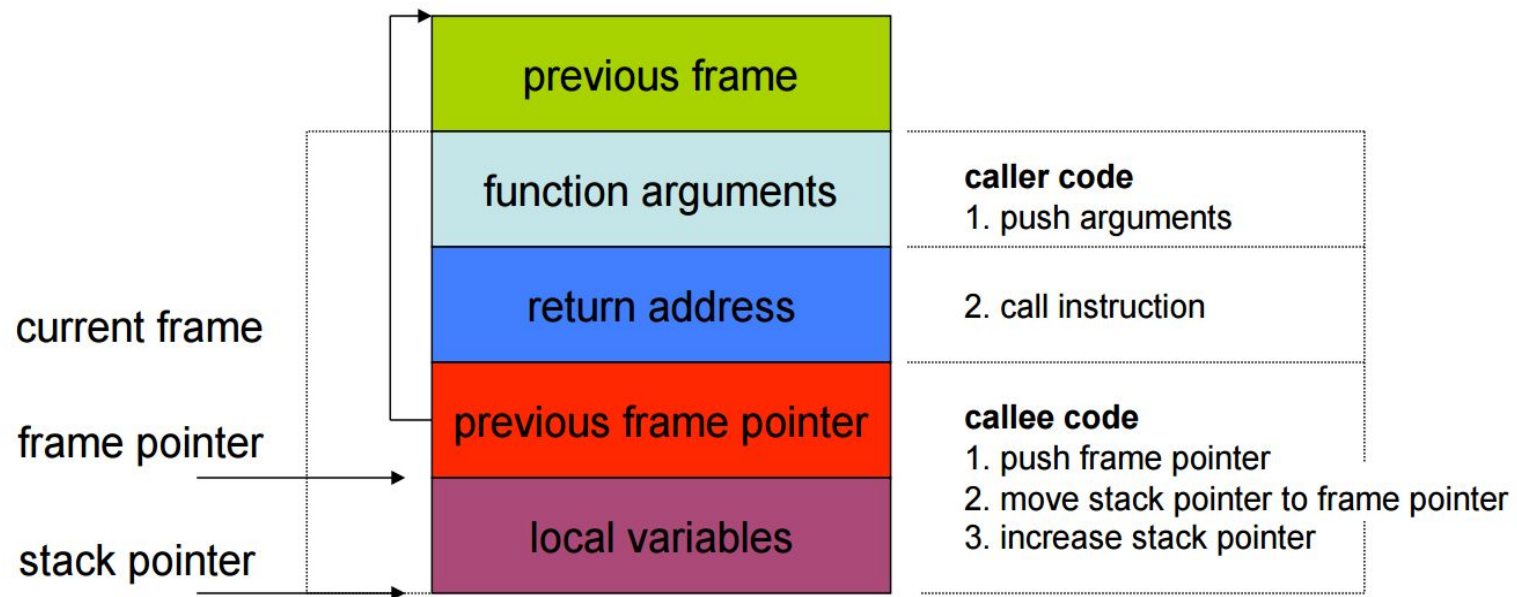 previous frame
function arguments
return address
previous frame pointer
local variables
current frame
frame pointer
stack pointer
caller code
1. push arguments
2. call instruction
callee code
1. push frame pointer
2. move stack pointer to frame pointer
3. increase stack pointer